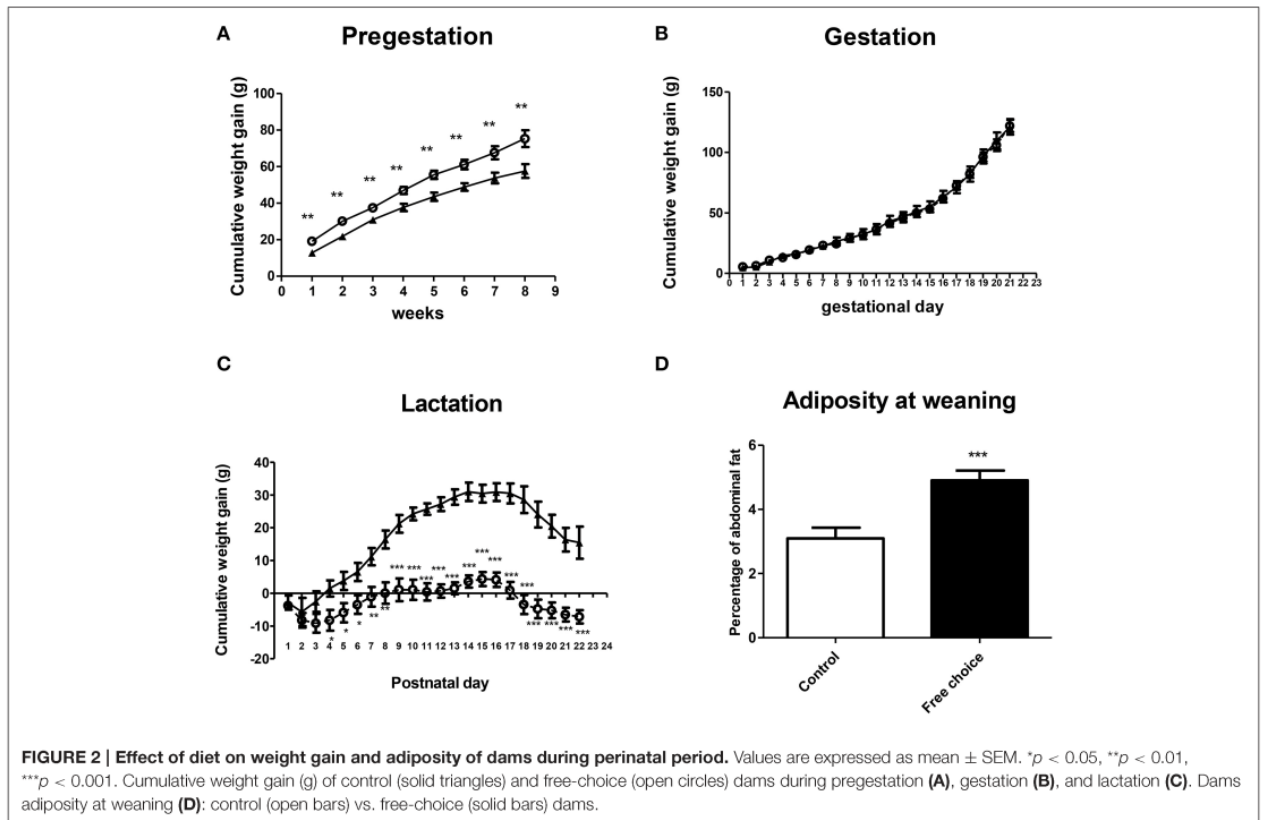 A
Pregestation
Cumulative weight gain (g)
100
80
60
40
20
0
** ** ** ** ** ** ** **
0 1 2 3 4 5 6 7 8 9
weeks
B
Gestation
Cumulative weight gain (g)
150
100
50
0
0 1 2 3 4 5 6 7 8 9 10 11 12 13 14 15 16 17 18 19 20 21 22 23
gestational day
C
Lactation
Cumulative weight gain (g)
40
30
20
10
0
-10
-20
* * * ** ** *** *** *** *** *** *** *** *** *** *** *** *** *** ***
1 2 3 4 5 6 7 8 9 10 11 12 13 14 15 16 17 18 19 20 21 22 23 24
Postnatal day
D
Adiposity at weaning
Percentage of abdominal fat
6
4
2
0
***
Control
Free choice
FIGURE 2 | Effect of diet on weight gain and adiposity of dams during perinatal period. Values are expressed as mean ± SEM. *p < 0.05, **p < 0.01,
***p < 0.001. Cumulative weight gain (g) of control (solid triangles) and free-choice (open circles) dams during pregestation (A), gestation (B), and lactation (C). Dams
adiposity at weaning (D): control (open bars) vs. free-choice (solid bars) dams.